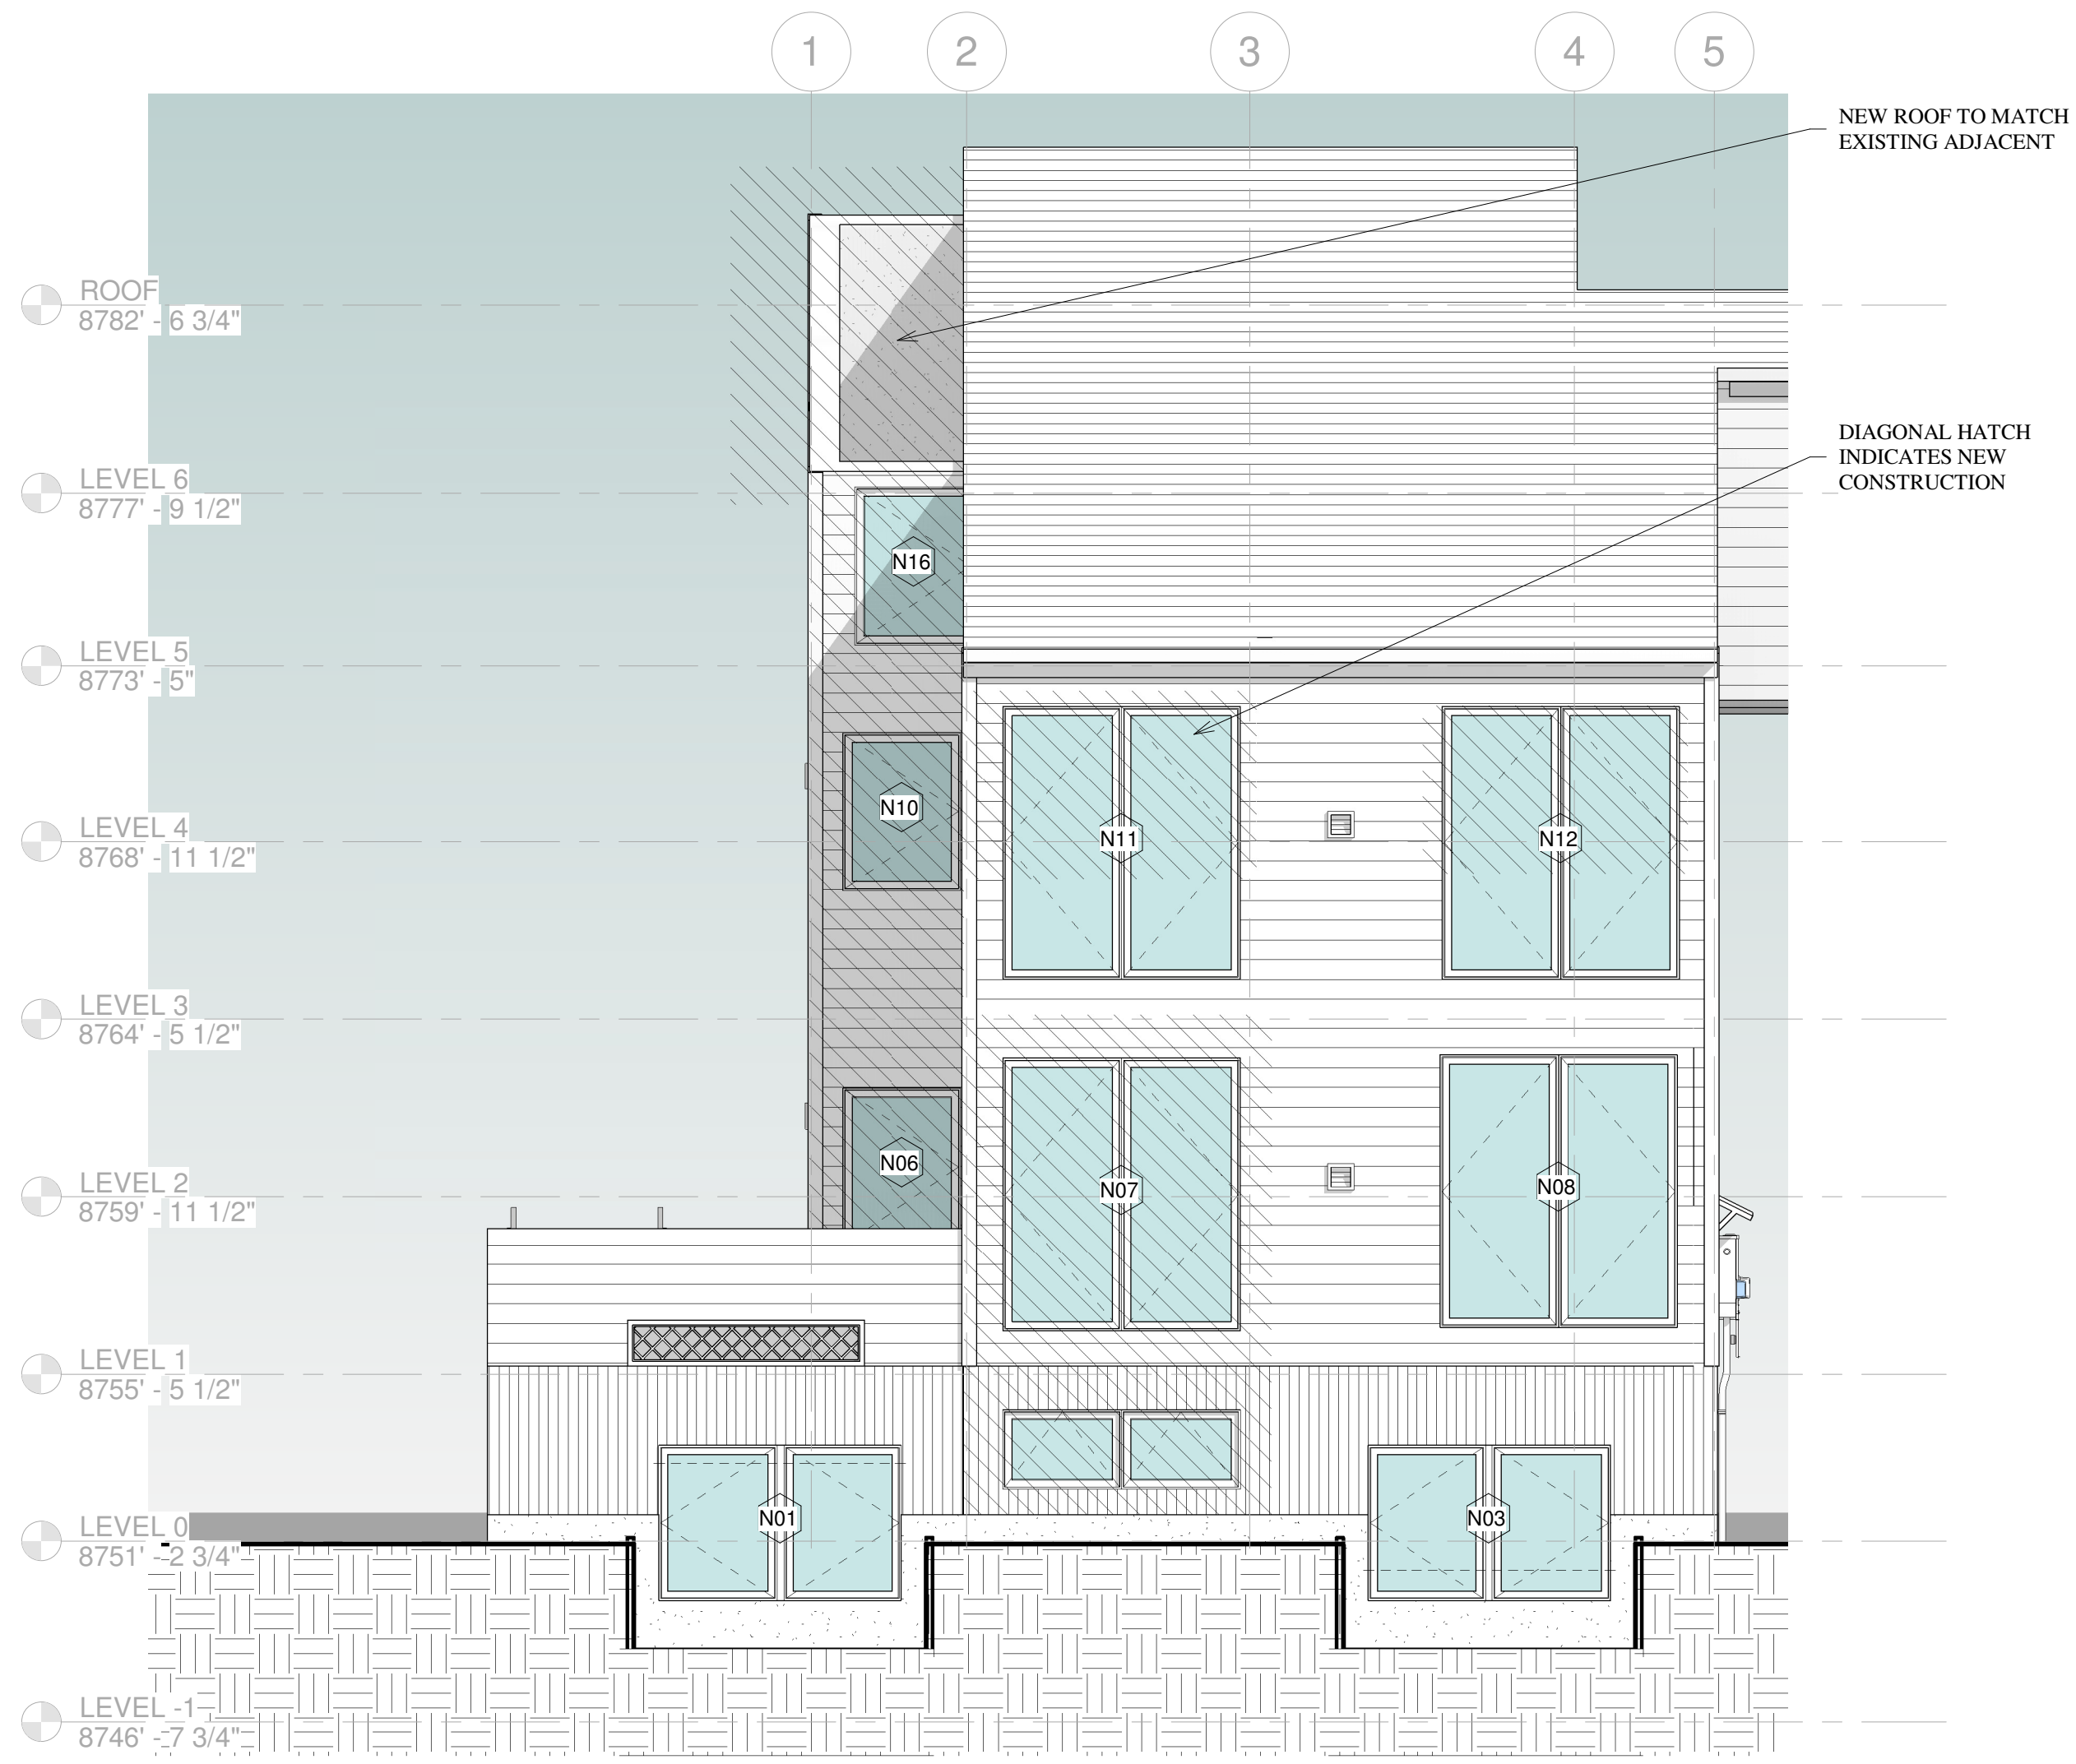 1 2 3 4 5
NEW ROOF TO MATCH
EXISTING ADJACENT
ROOF
8782' - 6 3/4"
DIAGONAL HATCH
INDICATES NEW
CONSTRUCTION
LEVEL 6
8777' - 9 1/2"
N16
LEVEL 5
8773' - 5"
N10
N11
N12
LEVEL 4
8768' - 11 1/2"
LEVEL 3
8764' - 5 1/2"
N06
N07
N08
LEVEL 2
8759' - 11 1/2"
LEVEL 1
8755' - 5 1/2"
N01
N03
LEVEL 0
8751' - 2 3/4"
LEVEL -1
8746' - 7 3/4"